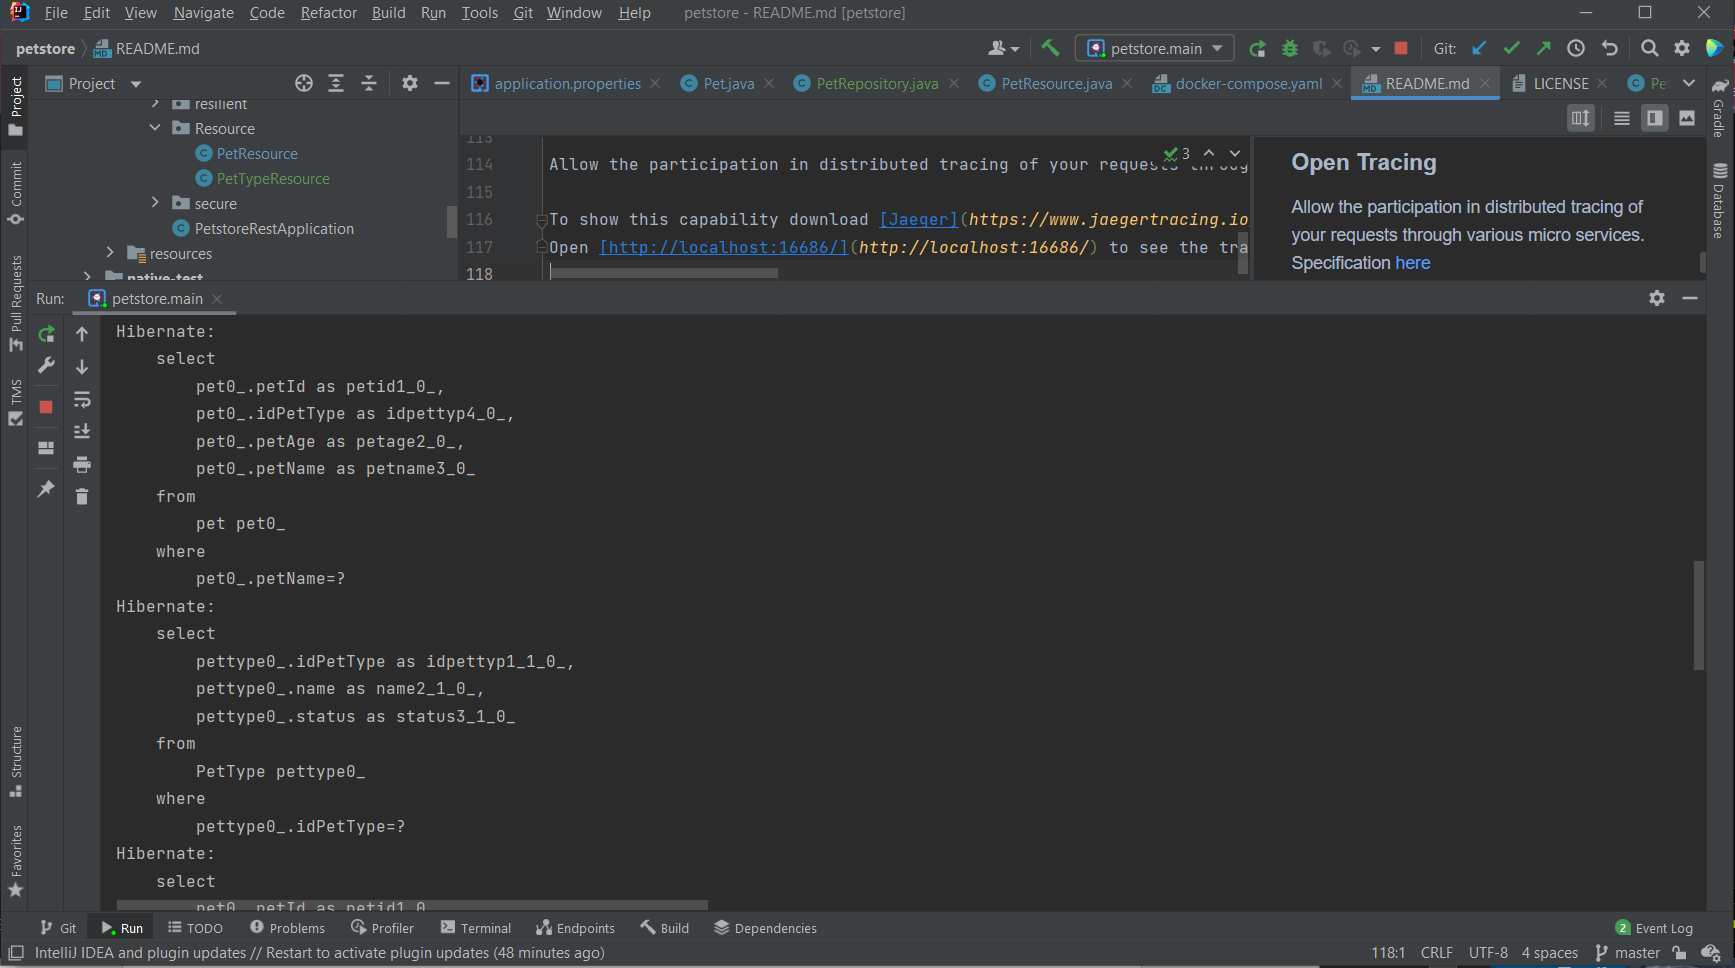 File Edit View Navigate Code Refactor Build Run Tools Git Window Help petstore - README.md [petstore]
petstore README.md petstore.main Git:
Project application.properties Pet.java PetRepository.java PetResource.java docker-compose.yaml README.md LICENSE Pe
resilient
Resource
PetResource
PetTypeResource
secure
PetstoreRestApplication
resources
native-test
113
114 Allow the participation in distributed tracing of your requests throug
3
115
116 To show this capability download [Jaeger](https://www.jaegertracing.io
117 Open [http://localhost:16686/](http://localhost:16686/) to see the tra
118
Open Tracing
Allow the participation in distributed tracing of
your requests through various micro services.
Specification here
Project
Commit
Pull Requests
TMS
Structure
Favorites
Gradle
Database
Run: petstore.main
Hibernate:
select
pet0_.petId as petid1_0_,
pet0_.idPetType as idpettyp4_0_,
pet0_.petAge as petage2_0_,
pet0_.petName as petname3_0_
from
pet pet0_
where
pet0_.petName=?
Hibernate:
select
pettype0_.idPetType as idpettyp1_1_0_,
pettype0_.name as name2_1_0_,
pettype0_.status as status3_1_0_
from
PetType pettype0_
where
pettype0_.idPetType=?
Hibernate:
select
pet0_.petId as petid1_0_
Git Run TODO Problems Profiler Terminal Endpoints Build Dependencies 2 Event Log
IntelliJ IDEA and plugin updates // Restart to activate plugin updates (48 minutes ago) 118:1 CRLF UTF-8 4 spaces master